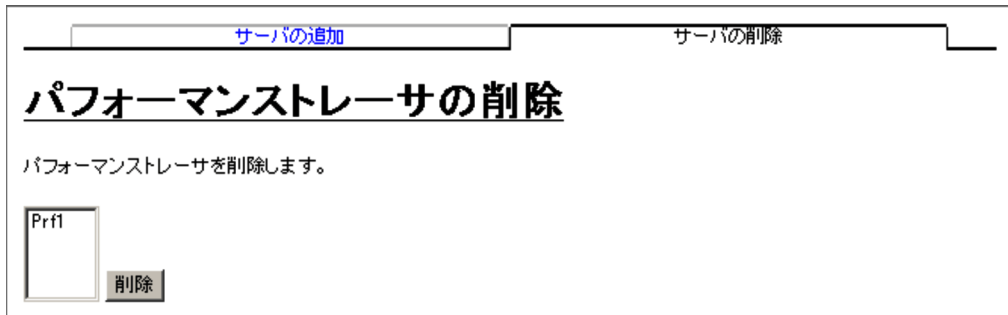 サーバの追加 サーバの削除
パフォーマンストレーサの削除
パフォーマンストレーサを削除します。
Prf1
削除